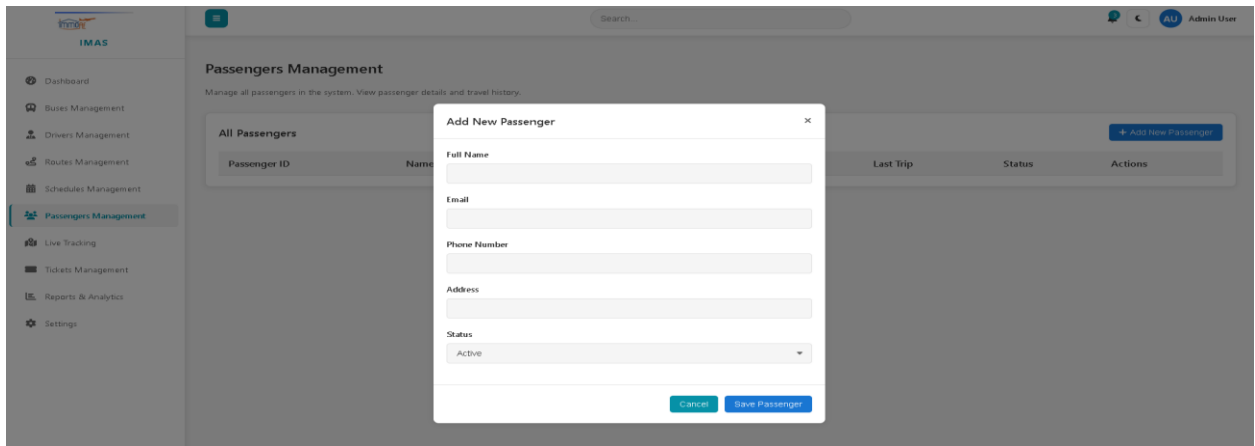 IMAS
Dashboard
Buses Management
Drivers Management
Routes Management
Schedules Management
Passengers Management
Live Tracking
Tickets Management
Reports & Analytics
Settings
Search...
AU Admin User
Passengers Management
Manage all passengers in the system. View passenger details and travel history.
All Passengers
+ Add New Passenger
Passenger ID Name Last Trip Status Actions
Add New Passenger ×
Full Name
Email
Phone Number
Address
Status
Active
Cancel Save Passenger